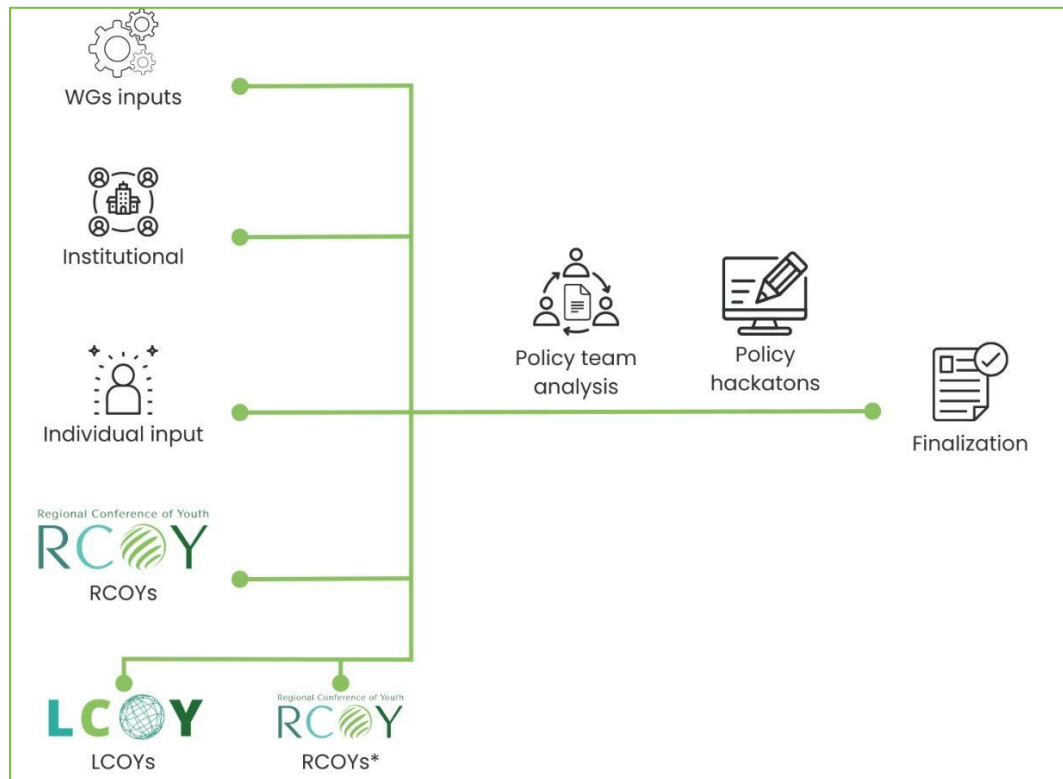 WGs inputs
Institutional
Individual input
Policy team
analysis
Policy
hackatons
Finalization
Regional Conference of Youth
RCOY
RCOYs
LCOY
LCOYs
Regional Conference of Youth
RCOY
RCOYs*